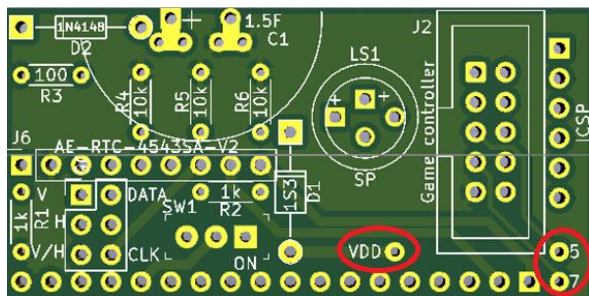 1N4148
D2
+
1.5F
C1
J2
LS1
100
R3
R4
10k
R5
10k
R6
10k
+
+
SP
Game controller
ICSP
J6
AE-RTC-4543SA-V2
V
DATA
SW1
1k
R2
1S3
D1
1k
R1
H
V/H
CLK
ON
VDD
5
7